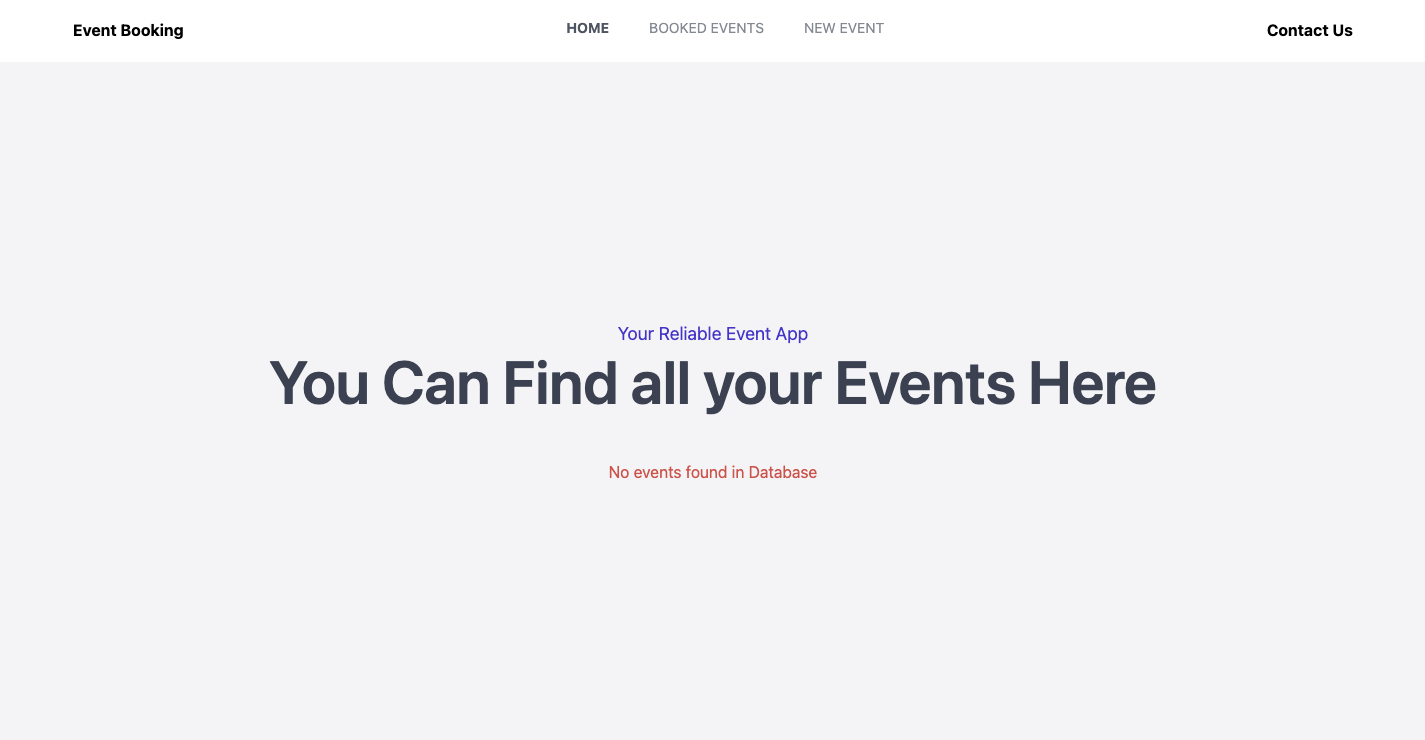 Event Booking
HOME
BOOKED EVENTS
NEW EVENT
Contact Us
Your Reliable Event App
You Can Find all your Events Here
No events found in Database